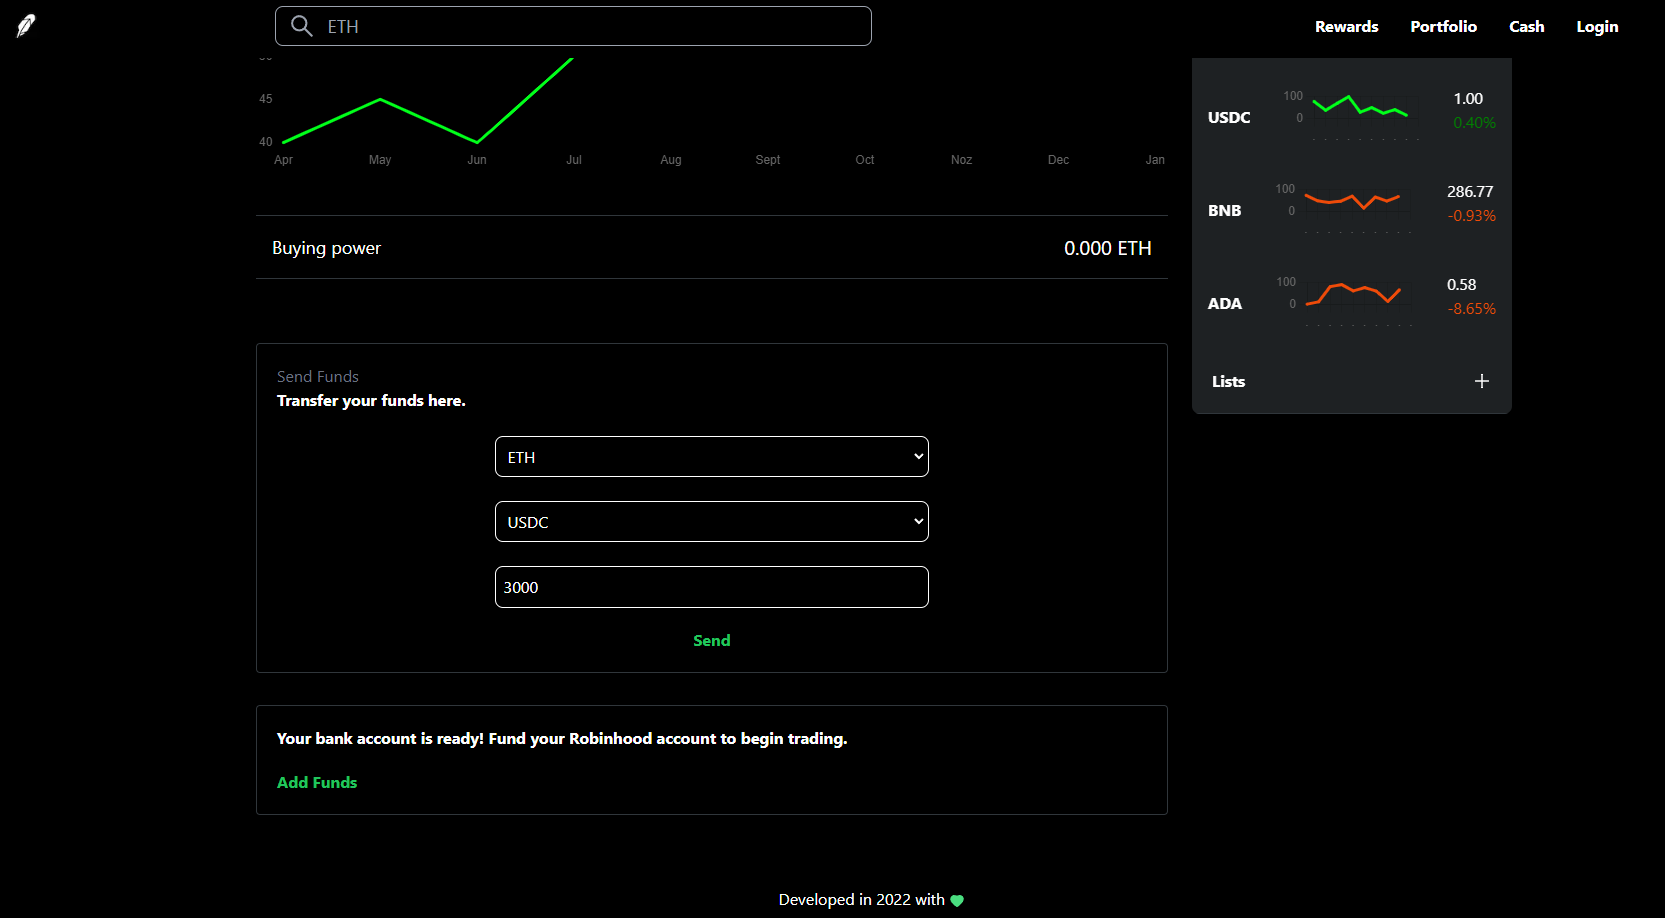 ETH
Rewards Portfolio Cash Login
45
40
Apr May Jun Jul Aug Sept Oct Noz Dec Jan
Buying power 0.000 ETH
Send Funds
Transfer your funds here.
ETH
USDC
3000
Send
Your bank account is ready! Fund your Robinhood account to begin trading.
Add Funds
USDC 100 0 1.00 0.40%
BNB 100 0 286.77 -0.93%
ADA 100 0 0.58 -8.65%
Lists
Developed in 2022 with